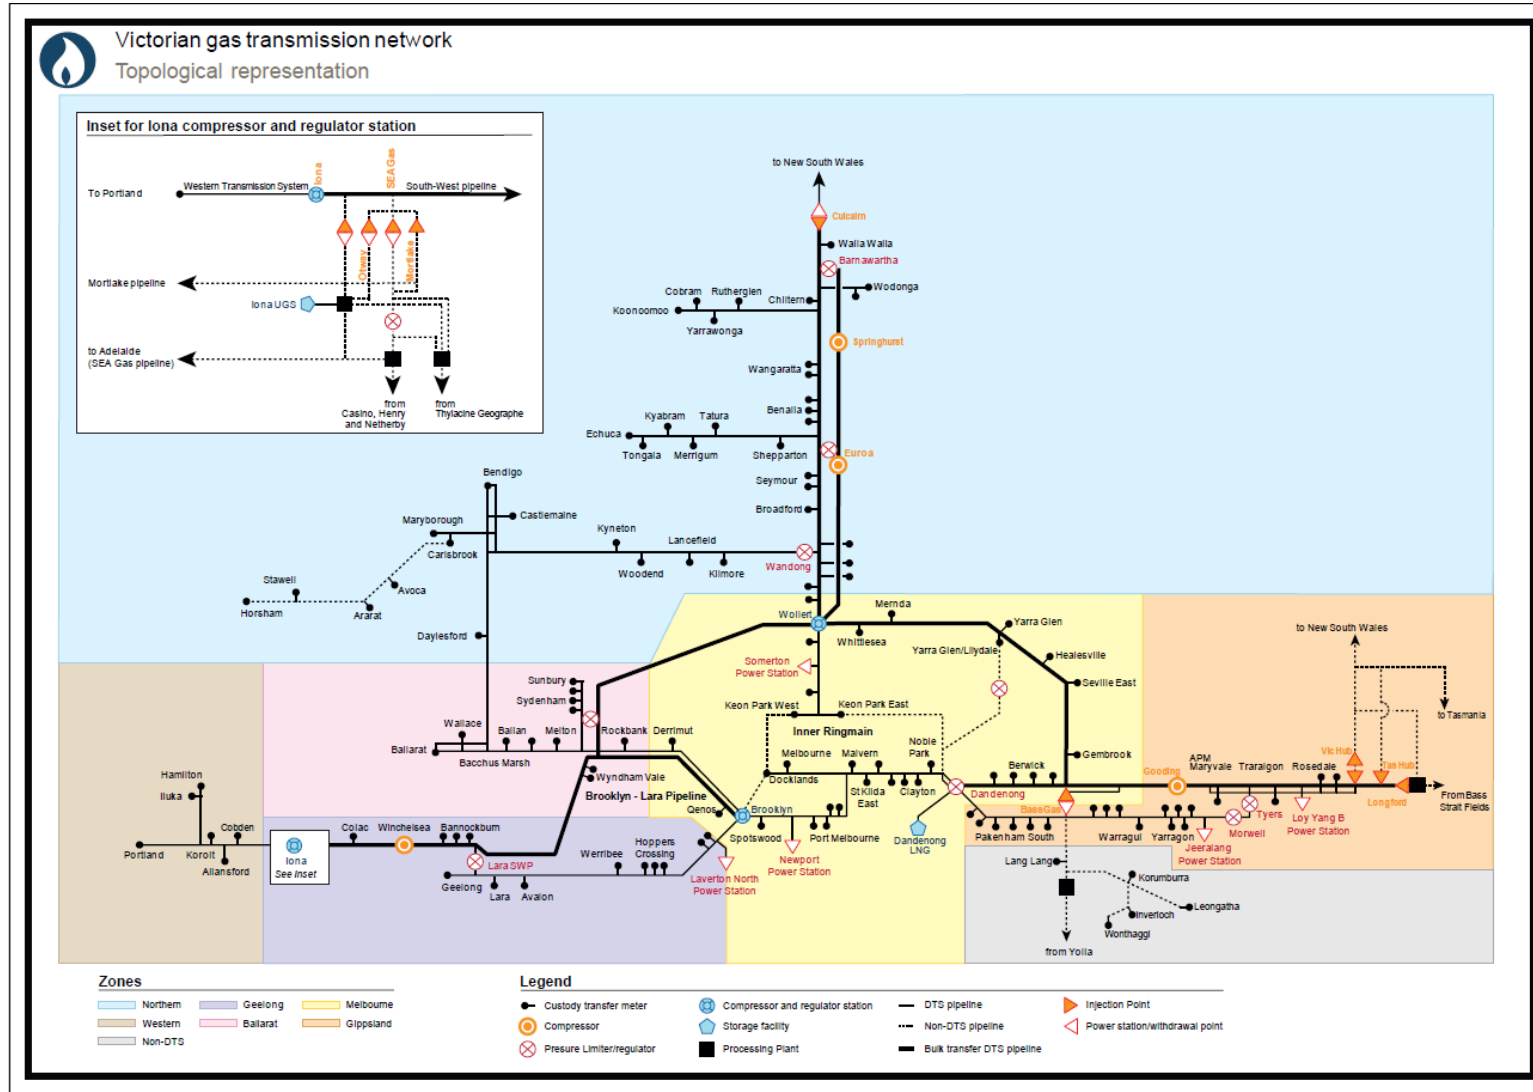 Victorian gas transmission network
Topological representation
Inset for Iona compressor and regulator station
To Portland
Western Transmission System
Iona
SEA Gas
South-West pipeline
Otway
Mortlake
Mortlake pipeline
Iona UGS
to Adelaide
(SEA Gas pipeline)
from
Casino, Henry
and Netherby
from
Thylacine Geographe
to New South Wales
Culcairn
Walla Walla
Barnawartha
Wodonga
Chiltern
Cobram
Rutherglen
Koonoomoo
Yarrawonga
Springhurst
Wangaratta
Benalla
Kyabram
Tatura
Echuca
Tongala
Merrigum
Shepparton
Euroa
Seymour
Broadford
Bendigo
Castlemaine
Maryborough
Carisbrook
Kyneton
Lancefield
Woodend
Kilmore
Wandong
Stawell
Avoca
Horsham
Ararat
Daylesford
Wollert
Mernda
Whittlesea
Yarra Glen
Yarra Glen/Lilydale
Healesville
Seville East
to New South Wales
to Tasmania
Somerton
Power Station
Sunbury
Sydenham
Keon Park West
Keon Park East
Inner Ringmain
Wallace
Ballan
Melton
Rockbank
Derrimut
Ballarat
Bacchus Marsh
Melbourne
Malvern
Noble
Park
Gembrook
Vic Hub
Tas Hub
Wyndham Vale
Brooklyn - Lara Pipeline
Docklands
St Kilda
East
Clayton
Berwick
Dandenong
Gooding
APM
Maryvale
Traralgon
Rosedale
Longford
From Bass
Strait Fields
Hamilton
Iluka
Qenos
Brooklyn
Spotswood
Port Melbourne
Newport
Power Station
Dandenong
LNG
BassGas
Pakenham South
Warragul
Yarragon
Morwell
Tyers
Loy Yang B
Power Station
Jeeralang
Power Station
Portland
Koroit
Cobden
Allansford
Iona
See Inset
Colac
Winchelsea
Bannockburn
Lara SWP
Geelong
Lara
Avalon
Werribee
Hoppers
Crossing
Laverton North
Power Station
Lang Lang
Korumburra
Leongatha
Inverloch
Wonthaggi
from Yolla
Zones
Northern
Geelong
Melbourne
Western
Ballarat
Gippsland
Non-DTS
Legend
Custody transfer meter
Compressor and regulator station
DTS pipeline
Injection Point
Compressor
Storage facility
Non-DTS pipeline
Power station/withdrawal point
Presure Limiter/regulator
Processing Plant
Bulk transfer DTS pipeline